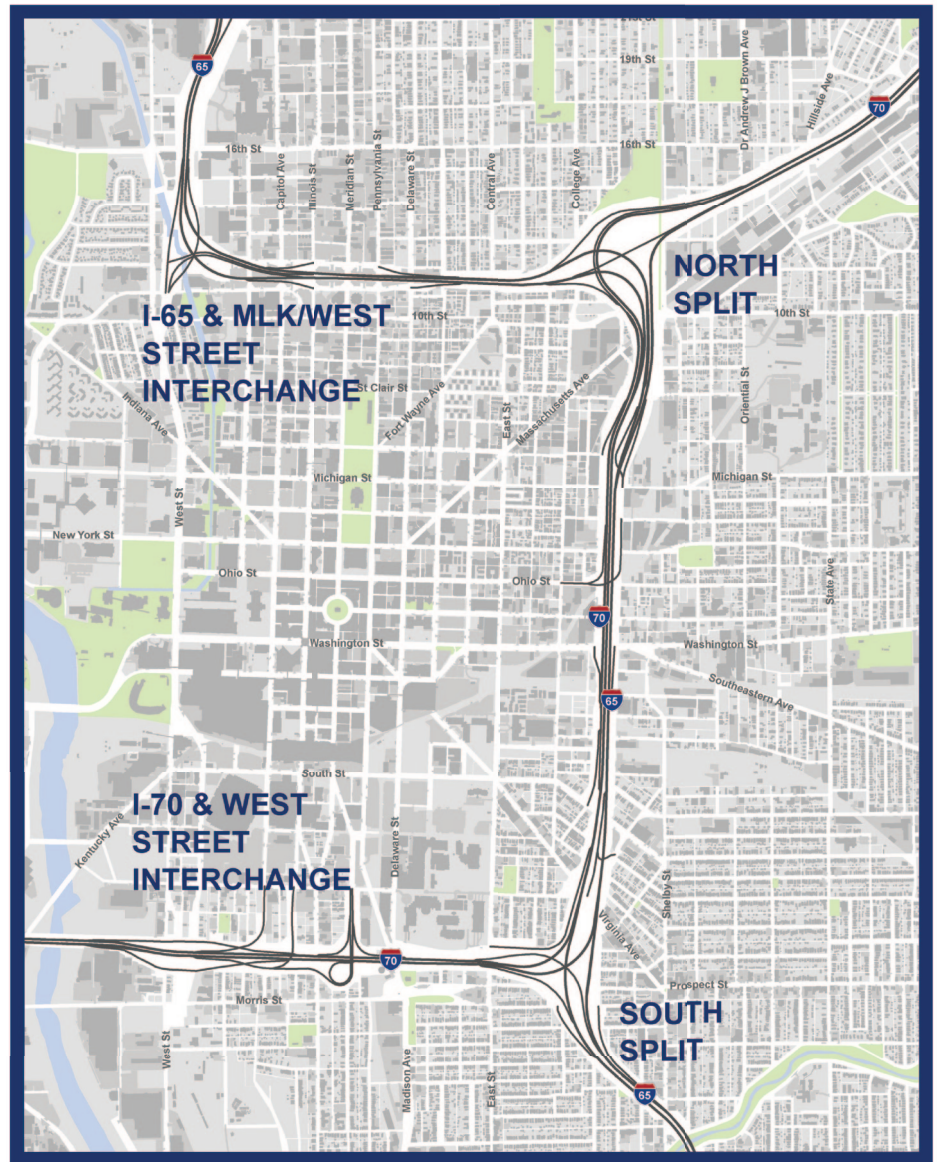 21st St
65
19th St
Dr Andrew J Brown Ave
Hillside Ave
70
16th St
16th St
Capitol Ave
Illinois St
Meridian St
Pennsylvania St
Delaware St
Central Ave
College Ave
NORTH
SPLIT
I-65 & MLK/WEST
STREET
INTERCHANGE
10th St
10th St
St Clair St
Fort Wayne Ave
East St
Massachusetts Ave
Oriential St
Indiana Ave
Michigan St
Michigan St
West St
New York St
Ohio St
Ohio St
State Ave
70
Washington St
Washington St
Southeastern Ave
65
South St
I-70 & WEST
STREET
INTERCHANGE
Kentucky Ave
Delaware St
Shelby St
Virginia Ave
70
Prospect St
Morris St
SOUTH
SPLIT
West St
Madison Ave
East St
65